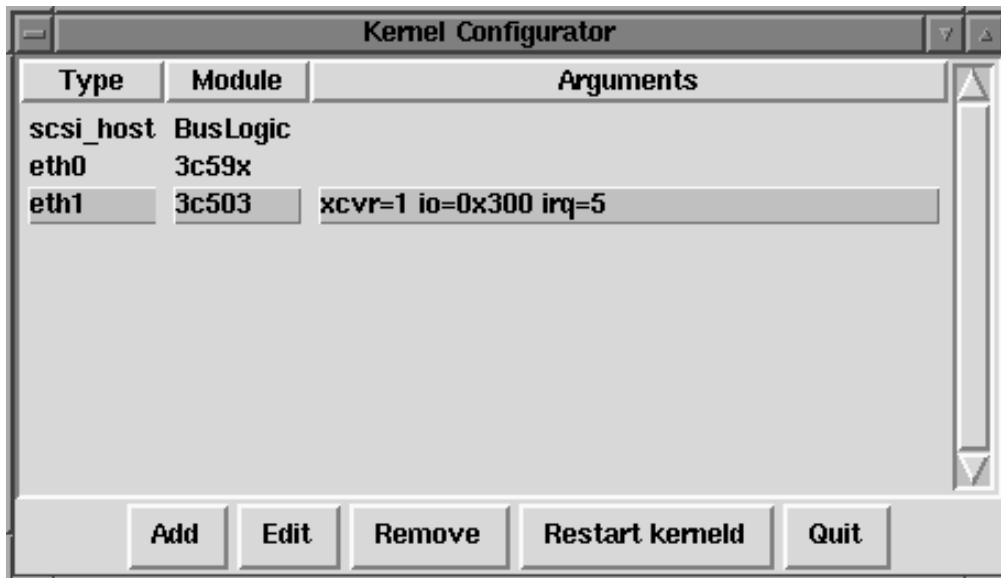 Kernel Configurator
Type Module Arguments
scsi_host BusLogic
eth0 3c59x
eth1 3c503 xcvr=1 io=0x300 irq=5
Add Edit Remove Restart kerneld Quit